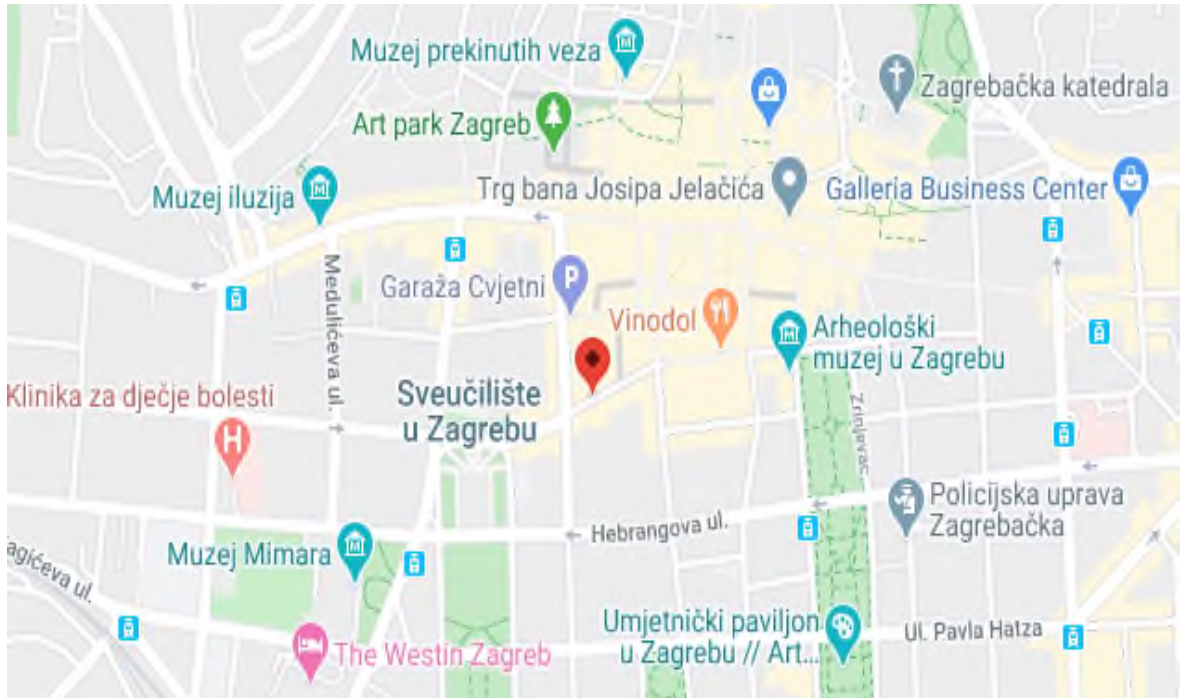 Muzej prekinutih veza
Zagrebačka katedrala
Art park Zagreb
Trg bana Josipa Jelačića
Galleria Business Center
Muzej iluzija
Medulićeva ul.
Garaža Cvjetni
P
Vinodol
Arheološki
muzej u Zagrebu
Klinika za dječje bolesti
H
Sveučilište
u Zagrebu
Zrinjevac
Policijska uprava
Zagrebačka
Hebrangova ul.
Muzej Mimara
agićeva ul.
Umjetnički paviljon
u Zagrebu // Art...
Ul. Pavla Hatza
The Westin Zagreb